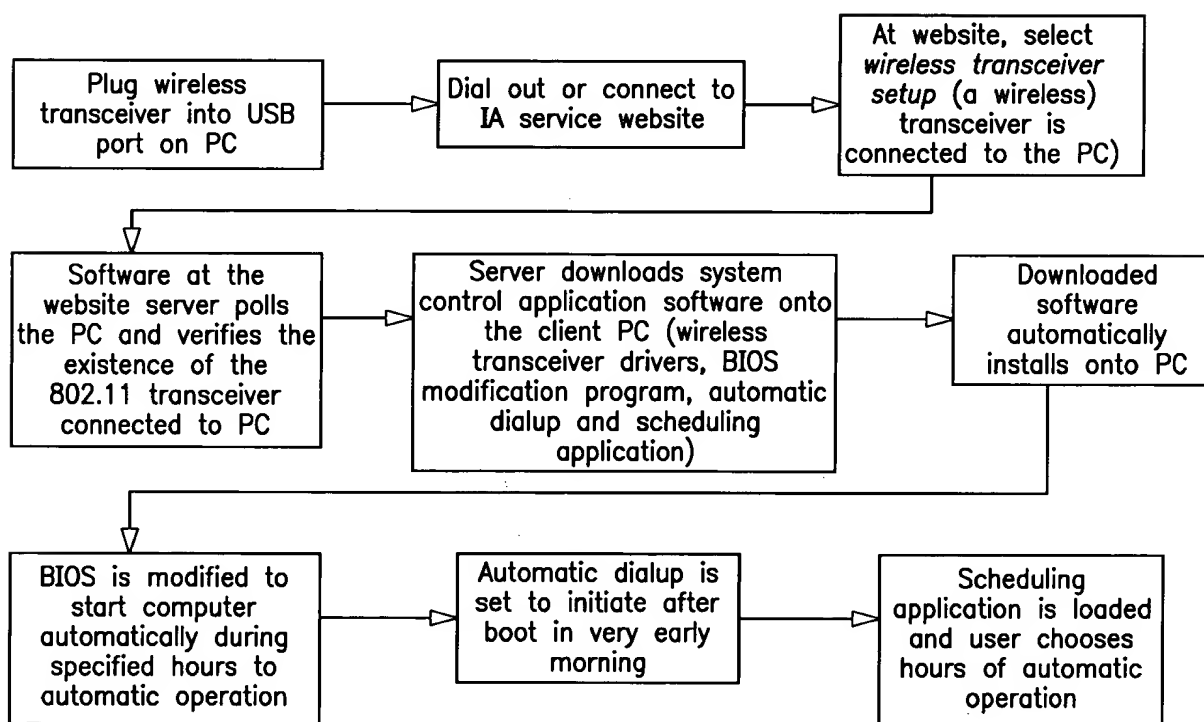 Plug wireless
transceiver into USB
port on PC
Dial out or connect to
IA service website
At website, select
wireless transceiver
setup (a wireless)
transceiver is
connected to the PC)
Software at the
website server polls
the PC and verifies the
existence of the
802.11 transceiver
connected to PC
Server downloads system
control application software onto
the client PC (wireless
transceiver drivers, BIOS
modification program, automatic
dialup and scheduling
application)
Downloaded
software
automatically
installs onto PC
BIOS is modified to
start computer
automatically during
specified hours to
automatic operation
Automatic dialup is
set to initiate after
boot in very early
morning
Scheduling
application is loaded
and user chooses
hours of automatic
operation